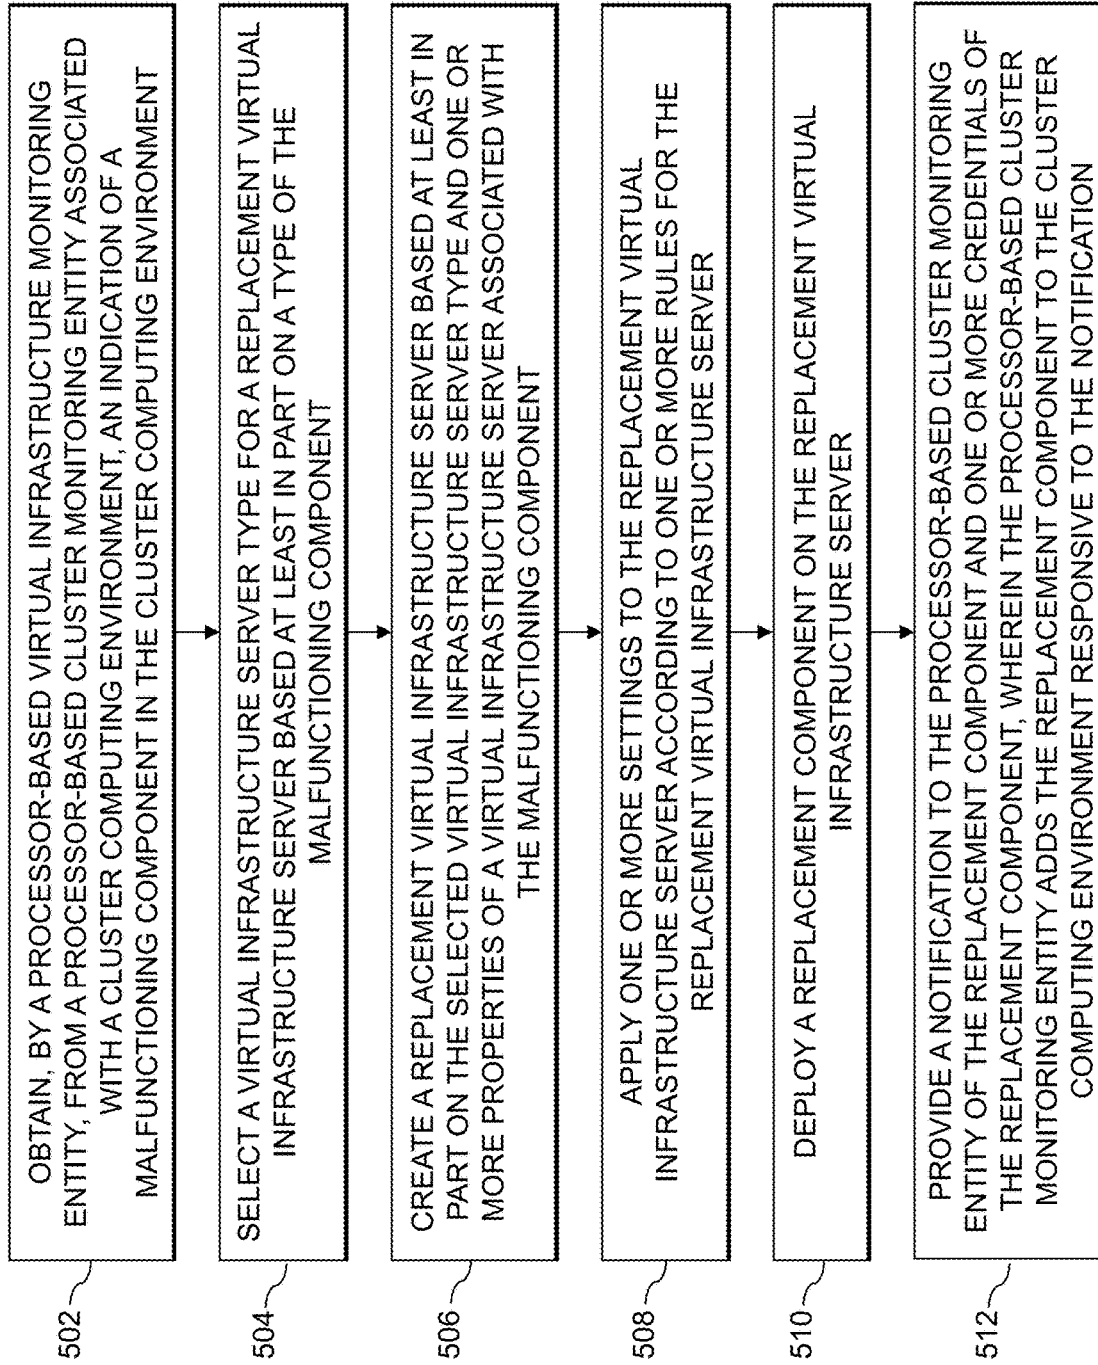 502
OBTAIN, BY A PROCESSOR-BASED VIRTUAL INFRASTRUCTURE MONITORING
ENTITY, FROM A PROCESSOR-BASED CLUSTER MONITORING ENTITY ASSOCIATED
WITH A CLUSTER COMPUTING ENVIRONMENT, AN INDICATION OF A
MALFUNCTIONING COMPONENT IN THE CLUSTER COMPUTING ENVIRONMENT
504
SELECT A VIRTUAL INFRASTRUCTURE SERVER TYPE FOR A REPLACEMENT VIRTUAL
INFRASTRUCTURE SERVER BASED AT LEAST IN PART ON A TYPE OF THE
MALFUNCTIONING COMPONENT
506
CREATE A REPLACEMENT VIRTUAL INFRASTRUCTURE SERVER BASED AT LEAST IN
PART ON THE SELECTED VIRTUAL INFRASTRUCTURE SERVER TYPE AND ONE OR
MORE PROPERTIES OF A VIRTUAL INFRASTRUCTURE SERVER ASSOCIATED WITH
THE MALFUNCTIONING COMPONENT
508
APPLY ONE OR MORE SETTINGS TO THE REPLACEMENT VIRTUAL
INFRASTRUCTURE SERVER ACCORDING TO ONE OR MORE RULES FOR THE
REPLACEMENT VIRTUAL INFRASTRUCTURE SERVER
510
DEPLOY A REPLACEMENT COMPONENT ON THE REPLACEMENT VIRTUAL
INFRASTRUCTURE SERVER
512
PROVIDE A NOTIFICATION TO THE PROCESSOR-BASED CLUSTER MONITORING
ENTITY OF THE REPLACEMENT COMPONENT AND ONE OR MORE CREDENTIALS OF
THE REPLACEMENT COMPONENT, WHEREIN THE PROCESSOR-BASED CLUSTER
MONITORING ENTITY ADDS THE REPLACEMENT COMPONENT TO THE CLUSTER
COMPUTING ENVIRONMENT RESPONSIVE TO THE NOTIFICATION